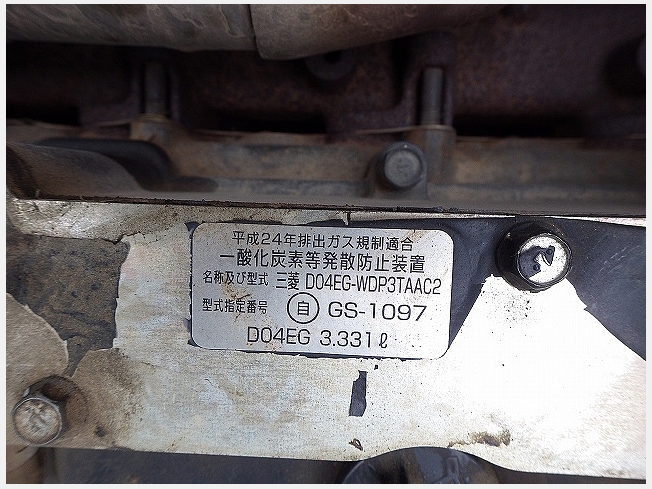 平成24年排出ガス規制適合
一酸化炭素等発散防止装置
名称及び型式 三菱 D04EG-WDP3TAAC2
型式指定番号 自 GS-1097
D04EG 3.331ℓ